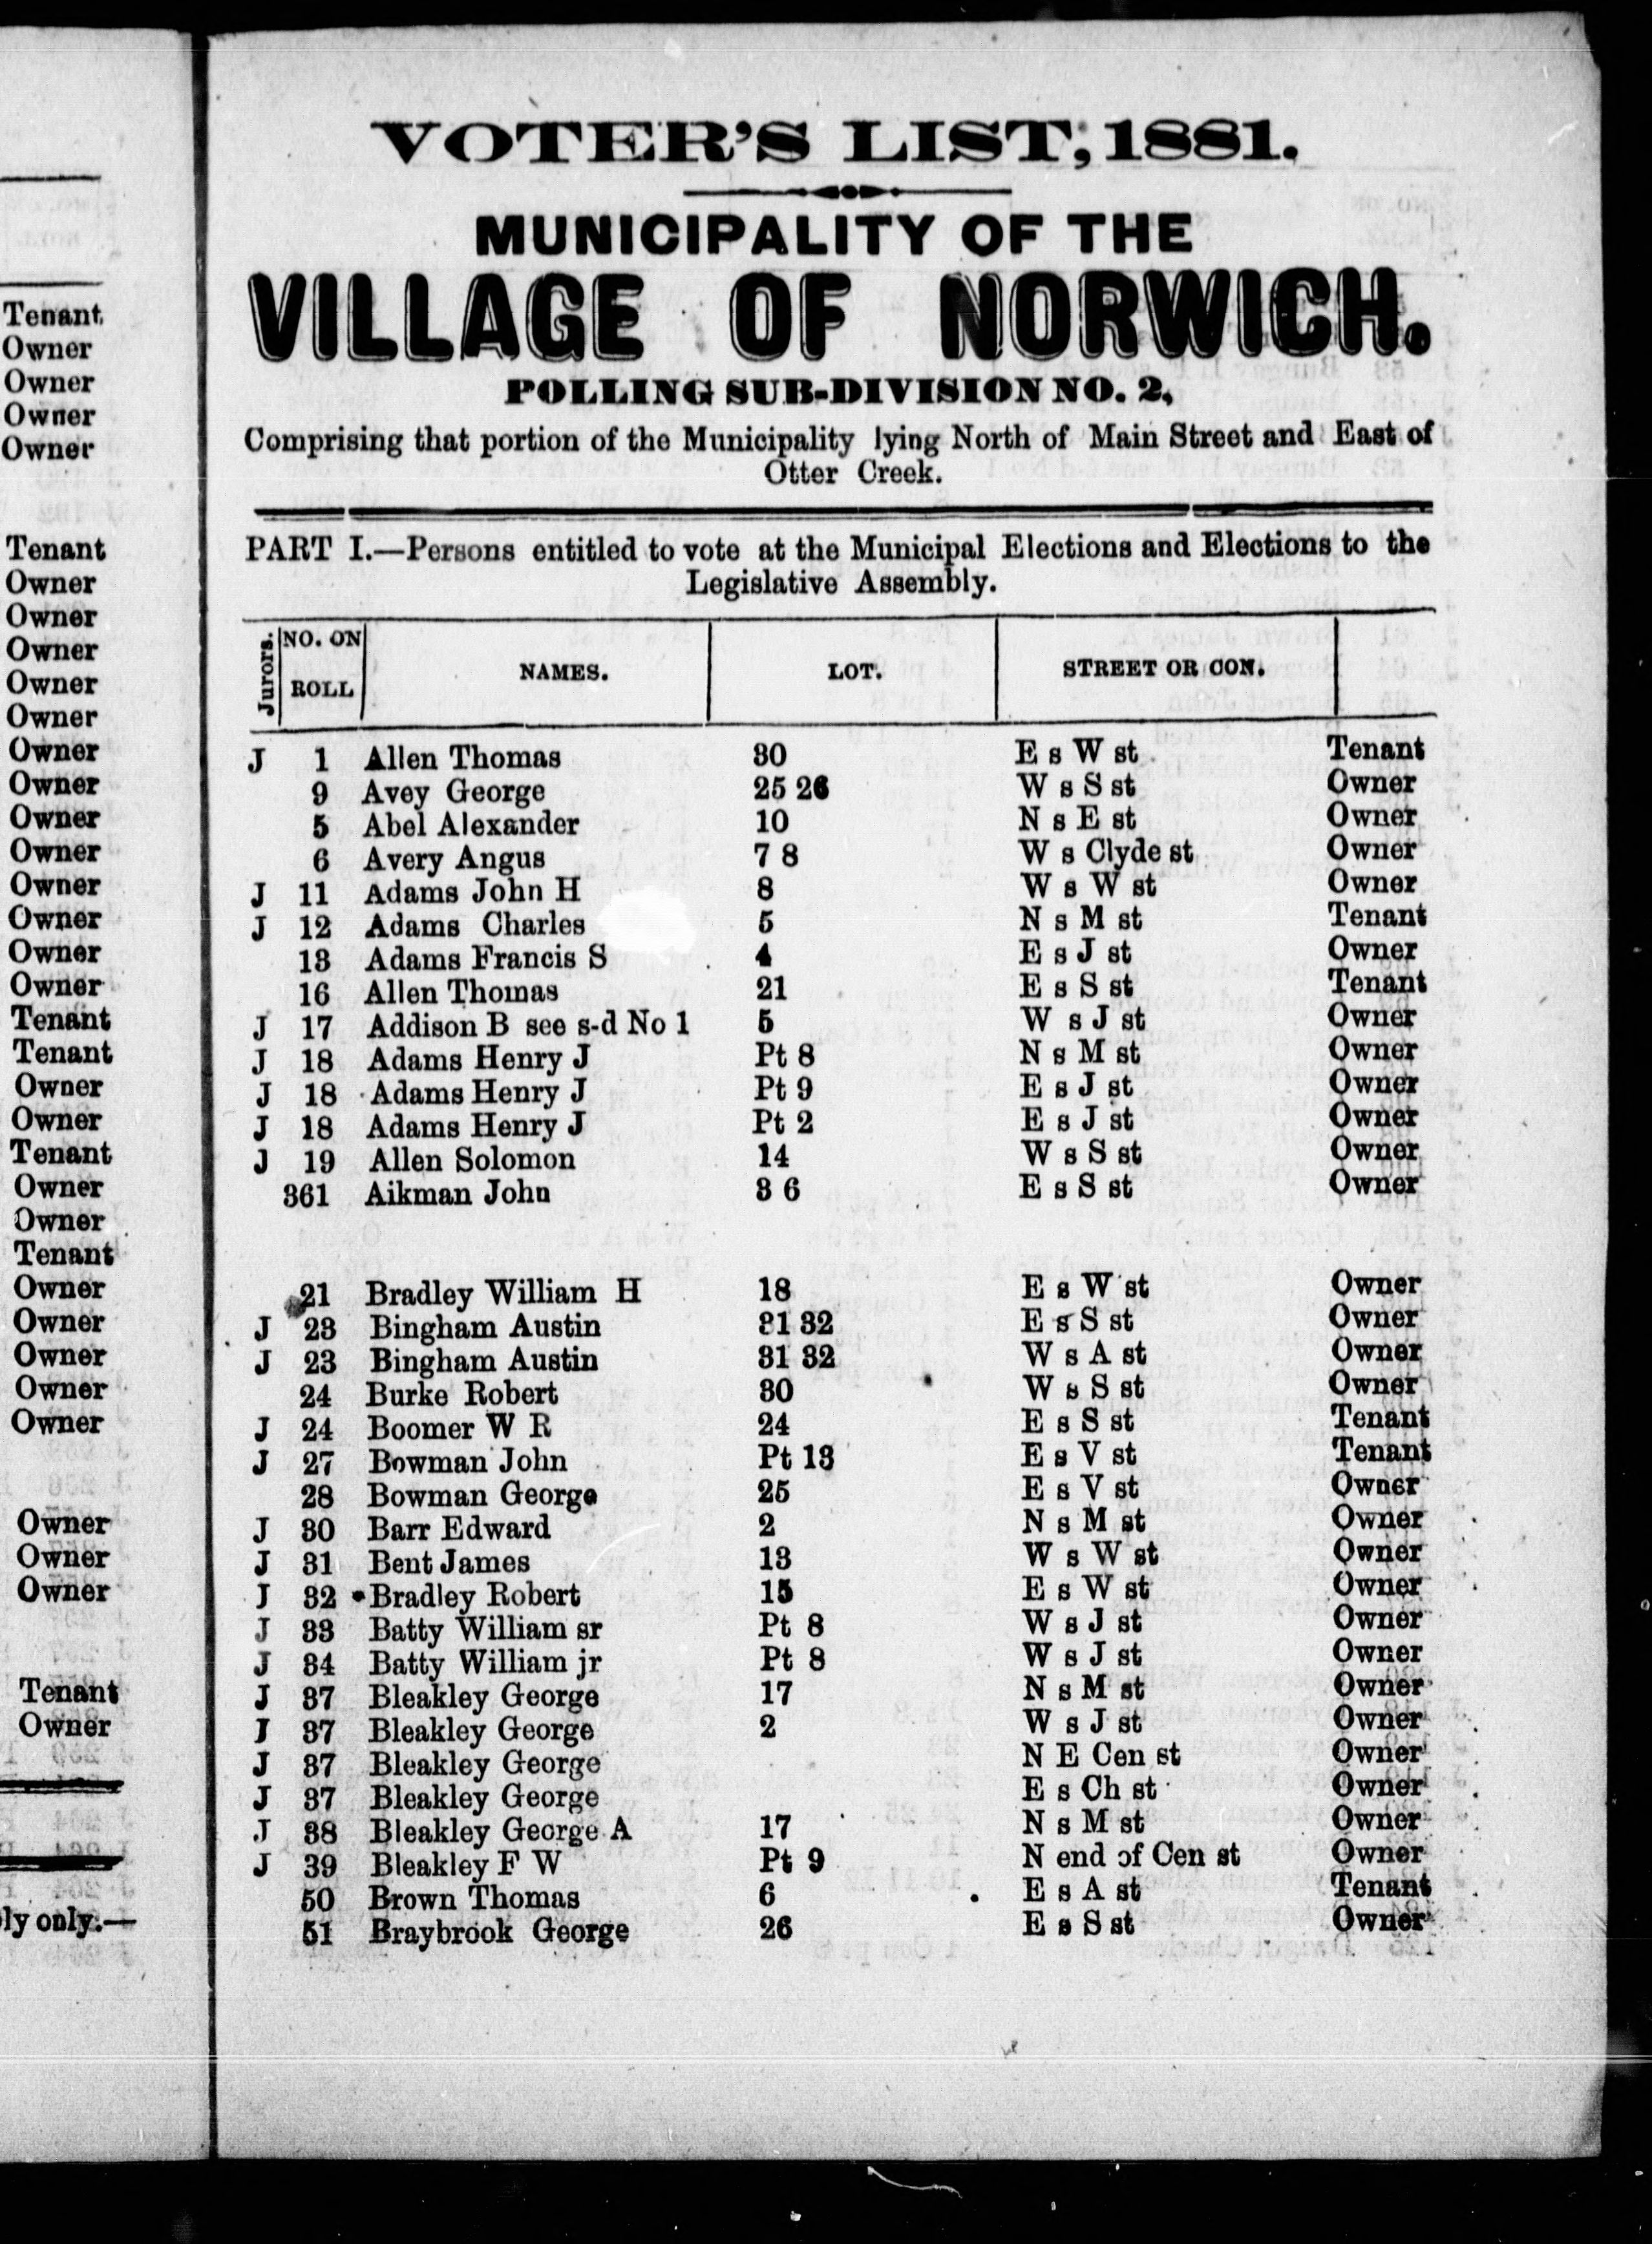 VOTER'S LIST, 1881.
MUNICIPALITY OF THE
VILLAGE OF NORWICH.
POLLING SUB-DIVISION NO. 2,
Comprising that portion of the Municipality lying North of Main Street and East of
Otter Creek.
PART I.—Persons entitled to vote at the Municipal Elections and Elections to the
Legislative Assembly.
Jurors. NO. ON ROLL NAMES. LOT. STREET OR CON.
J 1 Allen Thomas 30 E s W st Tenant
9 Avey George 25 26 W s S st Owner
5 Abel Alexander 10 N s E st Owner
6 Avery Angus 7 8 W s Clyde st Owner
J 11 Adams John H 8 W s W st Owner
J 12 Adams Charles 5 N s M st Tenant
13 Adams Francis S 4 E s J st Owner
16 Allen Thomas 21 E s S st Tenant
J 17 Addison B see s-d No 1 5 W s J st Owner
J 18 Adams Henry J Pt 8 N s M st Owner
J 18 Adams Henry J Pt 9 E s J st Owner
J 18 Adams Henry J Pt 2 E s J st Owner
J 19 Allen Solomon 14 W s S st Owner
361 Aikman John 3 6 E s S st Owner
21 Bradley William H 18 E s W st Owner
J 23 Bingham Austin 31 32 E s S st Owner
J 23 Bingham Austin 31 32 W s A st Owner
24 Burke Robert 30 W s S st Owner
J 24 Boomer W R 24 E s S st Tenant
J 27 Bowman John Pt 13 E s V st Tenant
28 Bowman George 25 E s V st Owner
J 30 Barr Edward 2 N s M st Owner
J 31 Bent James 13 W s W st Owner
J 32 Bradley Robert 15 E s W st Owner
J 33 Batty William sr Pt 8 W s J st Owner
J 34 Batty William jr Pt 8 W s J st Owner
J 37 Bleakley George 17 N s M st Owner
J 37 Bleakley George 2 W s J st Owner
J 37 Bleakley George N E Cen st Owner
J 37 Bleakley George E s Ch st Owner
J 38 Bleakley George A 17 N s M st Owner
J 39 Bleakley F W Pt 9 N end of Cen st Owner
50 Brown Thomas 6 E s A st Tenant
51 Braybrook George 26 E s S st Owner